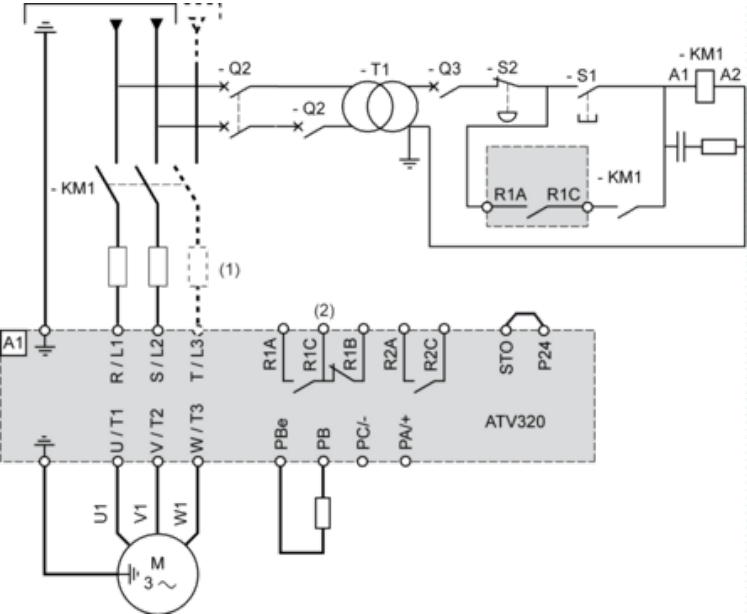 - Q2
- T1
- Q3
- S2
- S1
- KM1
A1
A2
- Q2
- KM1
R1A
R1C
- KM1
(1)
(2)
A1
R / L1
S / L2
T / L3
R1A
R1C
R1B
R2A
R2C
STO
P24
U / T1
V / T2
W / T3
PBe
PB
PC/-
PA/+
ATV320
U1
V1
W1
M
3 ~